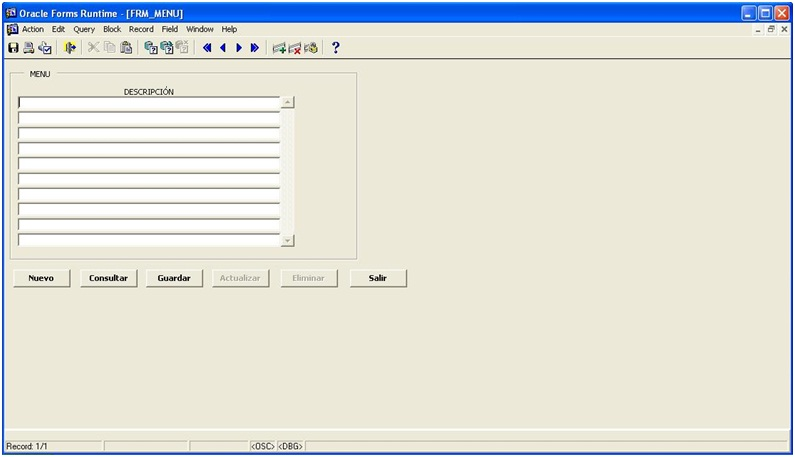 Oracle Forms Runtime - [FRM_MENU]
Action Edit Query Block Record Field Window Help
MENU
DESCRIPCIÓN
Nuevo Consultar Guardar Actualizar Eliminar Salir
Record: 1/1 <OSC> <DBG>